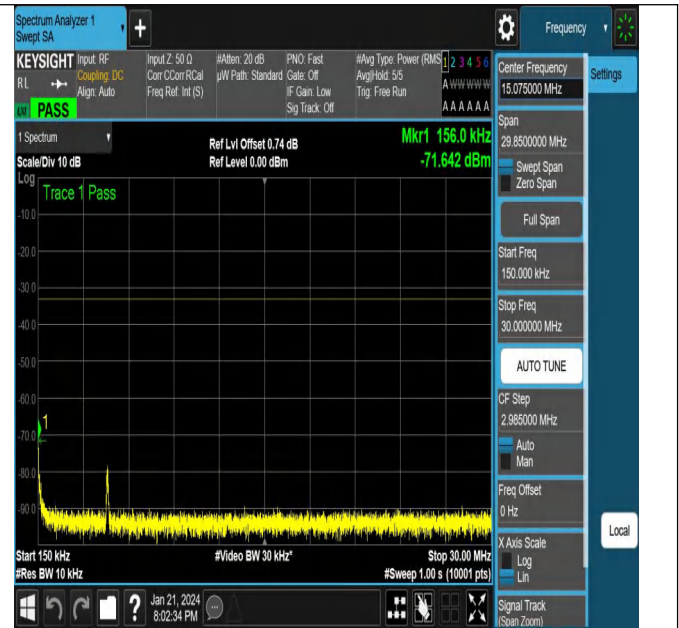 Spectrum Analyzer 1
Swept SA
+
Frequency
KEYSIGHT
RL
LXI
PASS
Input: RF
Coupling: DC
Align: Auto
Input Z: 50 Ω
Corr CCorr RCal
Freq Ref: Int (S)
#Atten: 20 dB
µW Path: Standard
PNO: Fast
Gate: Off
IF Gain: Low
Sig Track: Off
#Avg Type: Power (RMS
Avg|Hold: 5/5
Trig: Free Run
1 2 3 4 5 6
A W W W W W
A A A A A A
Center Frequency
15.075000 MHz
Settings
Span
29.8500000 MHz
Swept Span
Zero Span
Full Span
Start Freq
150.000 kHz
Stop Freq
30.000000 MHz
AUTO TUNE
CF Step
2.985000 MHz
Auto
Man
Freq Offset
0 Hz
X Axis Scale
Log
Lin
Signal Track
(Span Zoom)
Local
1 Spectrum
Scale/Div 10 dB
Log
Ref Lvl Offset 0.74 dB
Ref Level 0.00 dBm
Mkr1 156.0 kHz
-71.642 dBm
Trace 1 Pass
-10.0
-20.0
-30.0
-40.0
-50.0
-60.0
-70.0
-80.0
-90.0
1
Start 150 kHz
#Res BW 10 kHz
#Video BW 30 kHz*
Stop 30.00 MHz
#Sweep 1.00 s (10001 pts)
?
Jan 21, 2024
8:02:34 PM